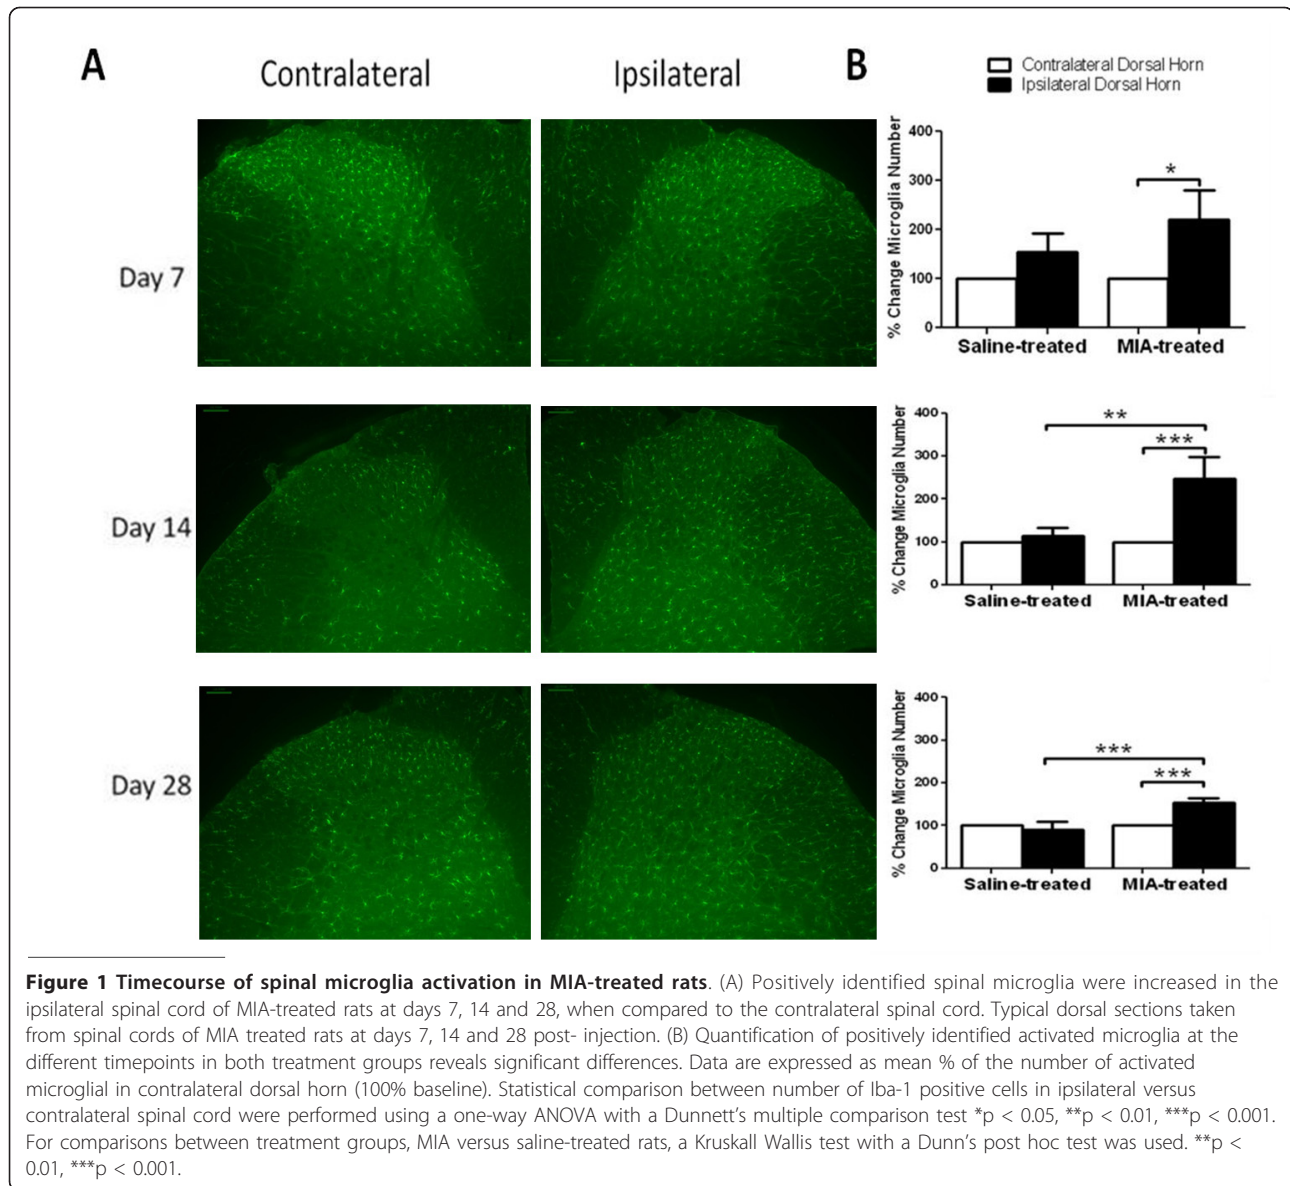 A
Contralateral
Ipsilateral
B
Contralateral Dorsal Horn
Ipsilateral Dorsal Horn
Day 7
% Change Microglia Number
400
300
200
100
0
*
Saline-treated
MIA-treated
Day 14
% Change Microglia Number
400
300
200
100
0
**
***
Saline-treated
MIA-treated
Day 28
% Change Microglia Number
400
300
200
100
0
***
***
Saline-treated
MIA-treated
Figure 1 Timecourse of spinal microglia activation in MIA-treated rats. (A) Positively identified spinal microglia were increased in the
ipsilateral spinal cord of MIA-treated rats at days 7, 14 and 28, when compared to the contralateral spinal cord. Typical dorsal sections taken
from spinal cords of MIA treated rats at days 7, 14 and 28 post- injection. (B) Quantification of positively identified activated microglia at the
different timepoints in both treatment groups reveals significant differences. Data are expressed as mean % of the number of activated
microglial in contralateral dorsal horn (100% baseline). Statistical comparison between number of Iba-1 positive cells in ipsilateral versus
contralateral spinal cord were performed using a one-way ANOVA with a Dunnett's multiple comparison test *p < 0.05, **p < 0.01, ***p < 0.001.
For comparisons between treatment groups, MIA versus saline-treated rats, a Kruskall Wallis test with a Dunn's post hoc test was used. **p <
0.01, ***p < 0.001.